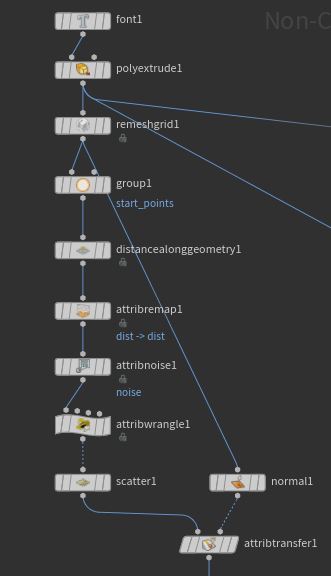 Non-C
font1
polyextrude1
remeshgrid1
group1
start_points
distancealonggeometry1
attribremap1
dist -> dist
attribnoise1
noise
attribwrangle1
scatter1
normal1
attribtransfer1